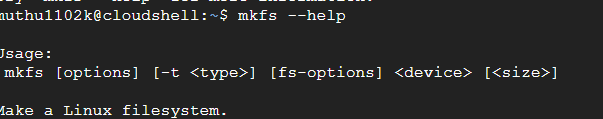 muthu1102k@cloudshell:~$ mkfs --help
Usage:
mkfs [options] [-t <type>] [fs-options] <device> [<size>]
Make a Linux filesystem.